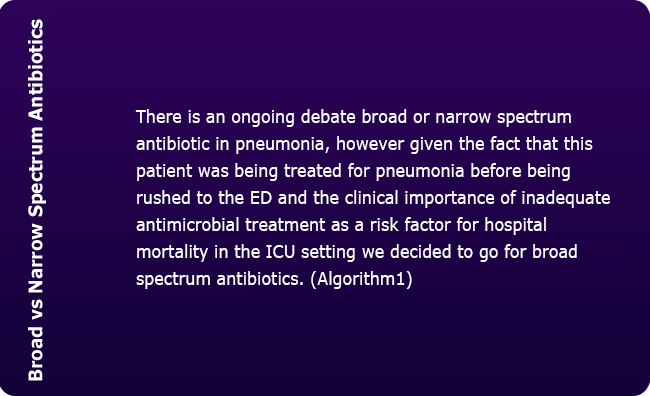 Broad vs Narrow Spectrum Antibiotics
There is an ongoing debate broad or narrow spectrum
antibiotic in pneumonia, however given the fact that this
patient was being treated for pneumonia before being
rushed to the ED and the clinical importance of inadequate
antimicrobial treatment as a risk factor for hospital
mortality in the ICU setting we decided to go for broad
spectrum antibiotics. (Algorithm1)